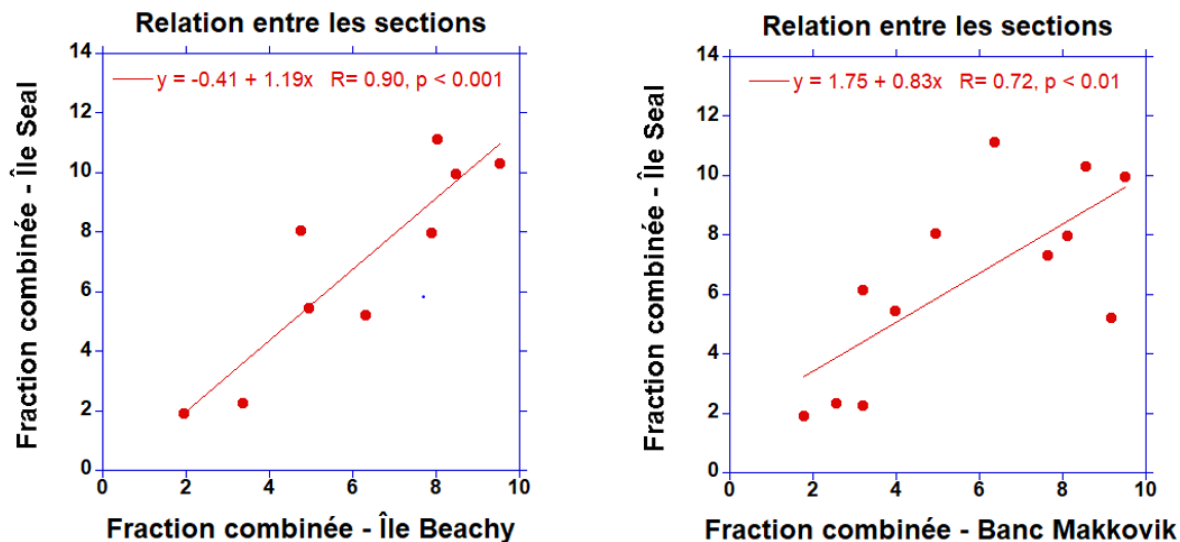 Relation entre les sections
y = -0.41 + 1.19x R= 0.90, p < 0.001
Fraction combinée - Île Seal
14
12
10
8
6
4
2
0
0 2 4 6 8 10
Fraction combinée - Île Beachy
Relation entre les sections
y = 1.75 + 0.83x R= 0.72, p < 0.01
Fraction combinée - Île Seal
14
12
10
8
6
4
2
0
0 2 4 6 8 10
Fraction combinée - Banc Makkovik